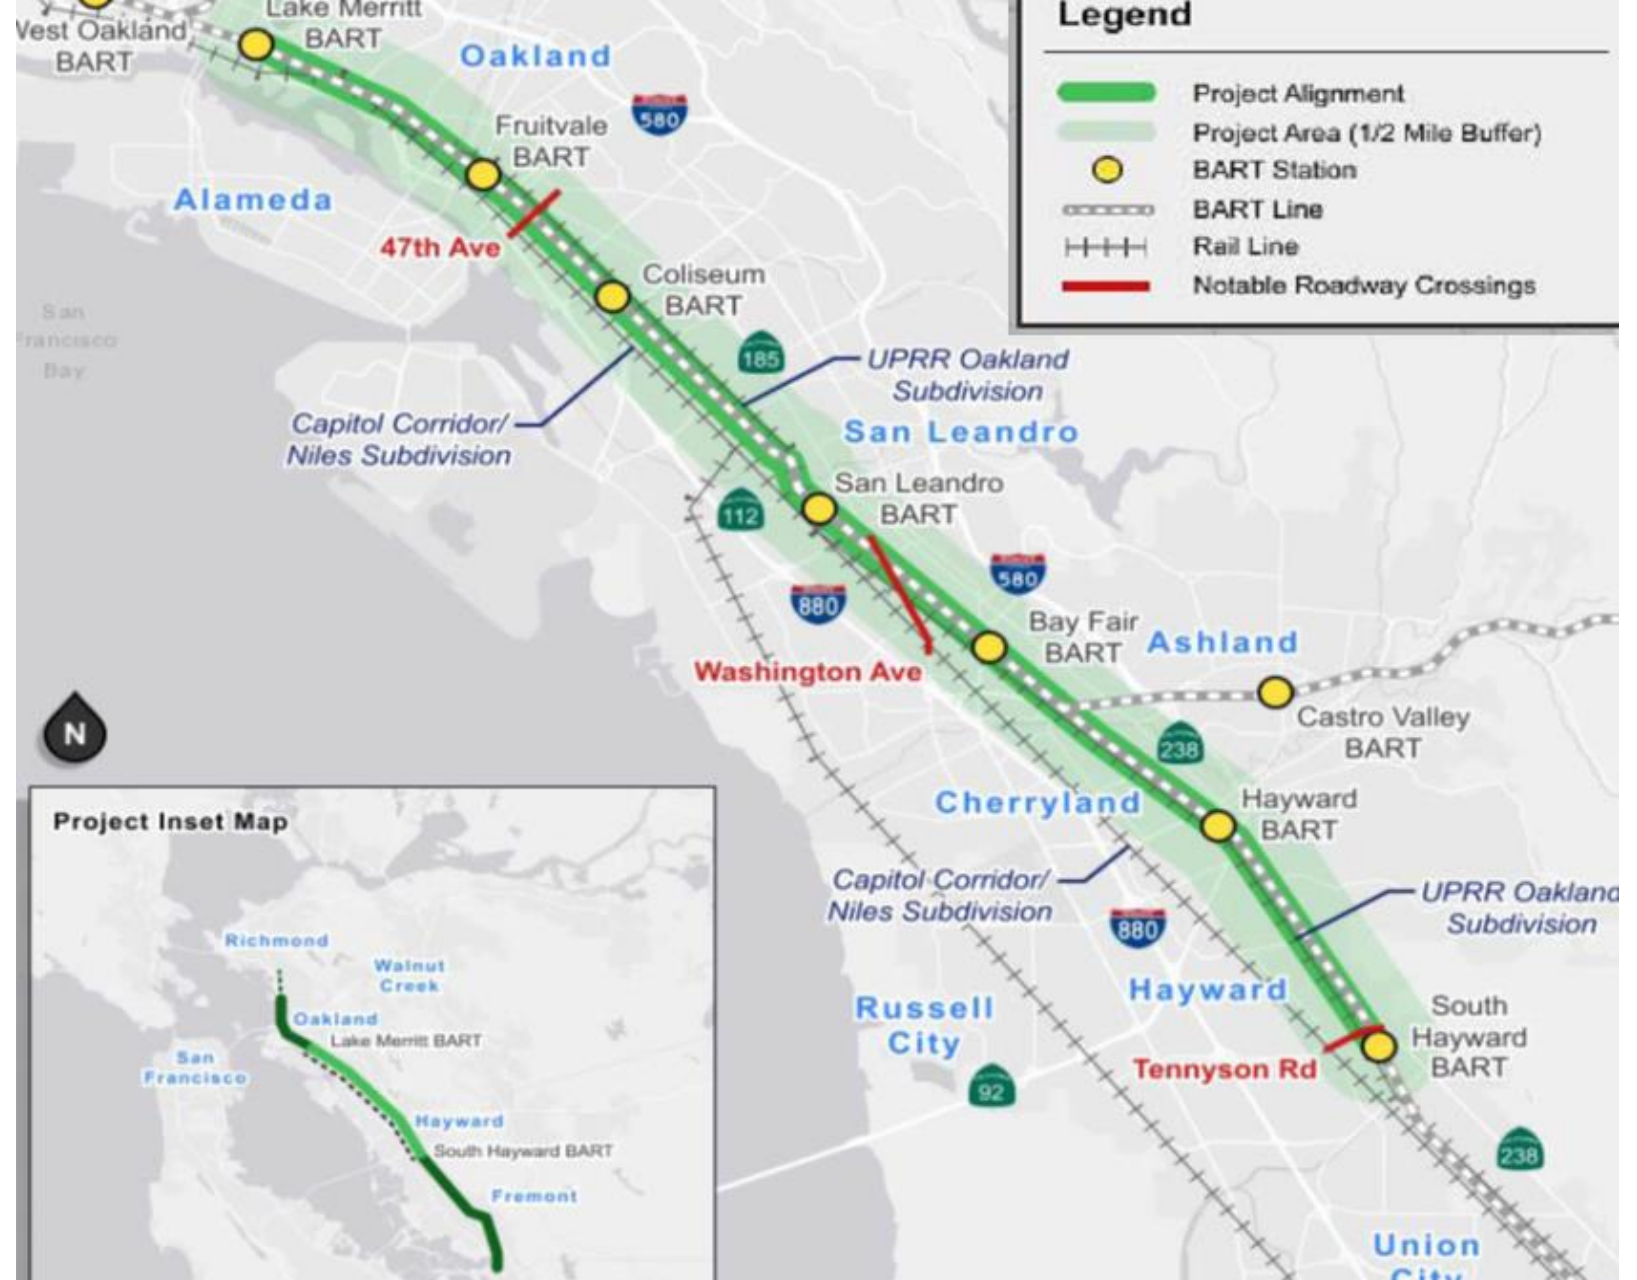 Lake Merritt
BART
West Oakland
BART
Oakland
580
Fruitvale
BART
Alameda
47th Ave
Coliseum
BART
San
Francisco
Bay
185
UPRR Oakland
Subdivision
Capitol Corridor/
Niles Subdivision
San Leandro
San Leandro
BART
112
580
880
Bay Fair
BART
Ashland
Washington Ave
Castro Valley
BART
238
Cherryland
Hayward
BART
Capitol Corridor/
Niles Subdivision
880
UPRR Oakland
Subdivision
Hayward
Russell
City
South
Hayward
BART
Tennyson Rd
92
238
Union
City
Legend
Project Alignment
Project Area (1/2 Mile Buffer)
BART Station
BART Line
Rail Line
Notable Roadway Crossings
N
Project Inset Map
Richmond
Walnut
Creek
Oakland
Lake Merritt BART
San
Francisco
Hayward
South Hayward BART
Fremont